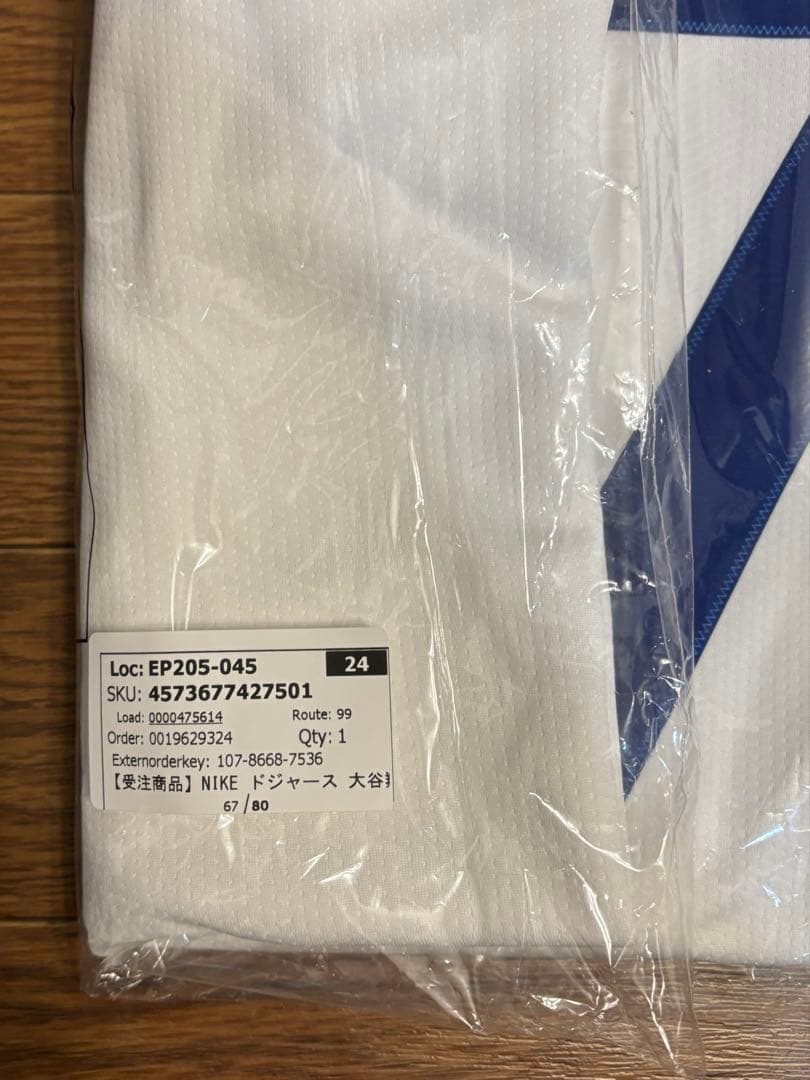 Loc: EP205-045 24
SKU: 4573677427501
Load: 0000475614 Route: 99
Order: 0019629324 Qty: 1
Externorderkey: 107-8668-7536
【受注商品】NIKE ドジャース 大谷
67 / 80